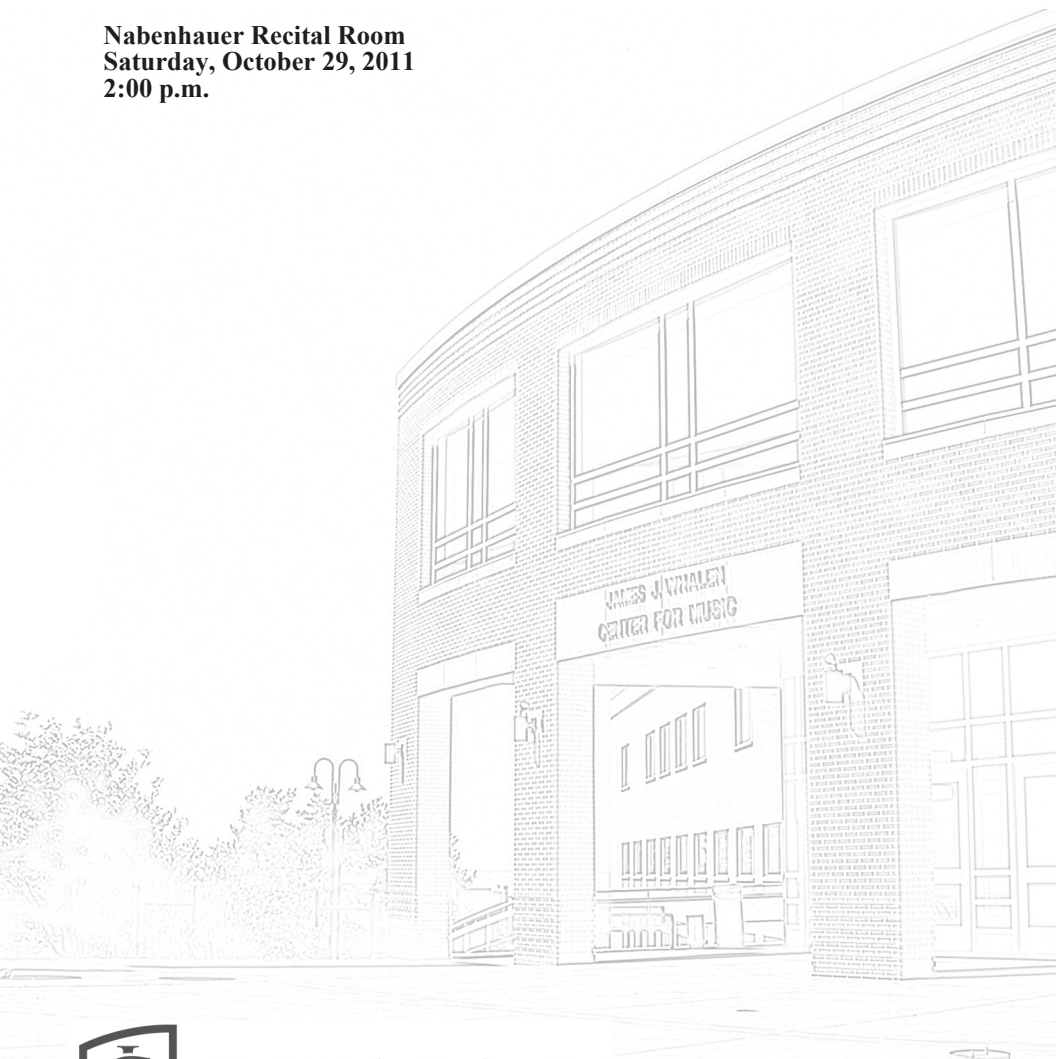 Nabenhauer Recital Room
Saturday, October 29, 2011
2:00 p.m.
JAMES J. WHALEN
CENTER FOR MUSIC